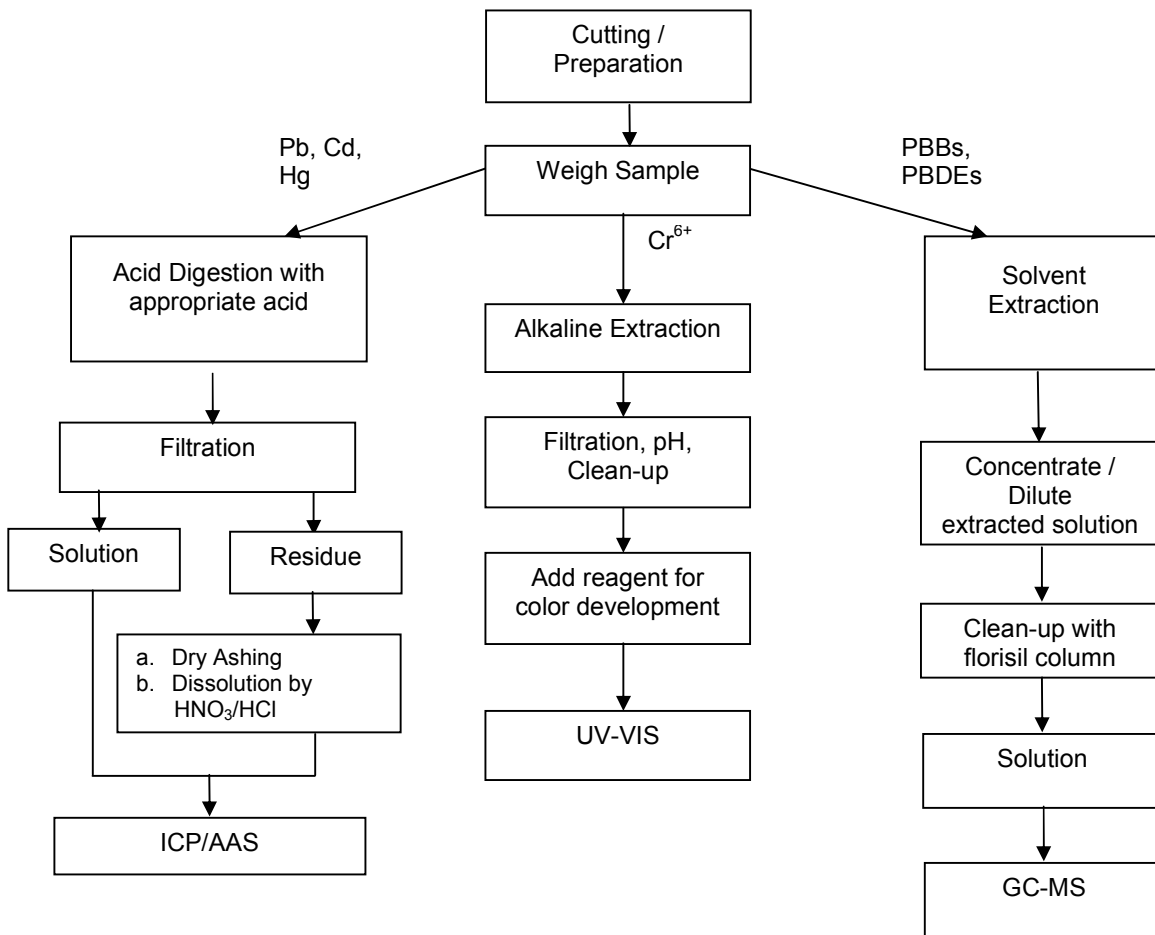 Cutting /
Preparation
Pb, Cd,
Hg
Weigh Sample
PBBs,
PBDEs
Cr⁶⁺
Acid Digestion with
appropriate acid
Solvent
Extraction
Alkaline Extraction
Filtration
Filtration, pH,
Clean-up
Concentrate /
Dilute
extracted solution
Solution
Residue
Add reagent for
color development
Clean-up with
florisil column
a. Dry Ashing
b. Dissolution by
HNO₃/HCl
UV-VIS
Solution
ICP/AAS
GC-MS